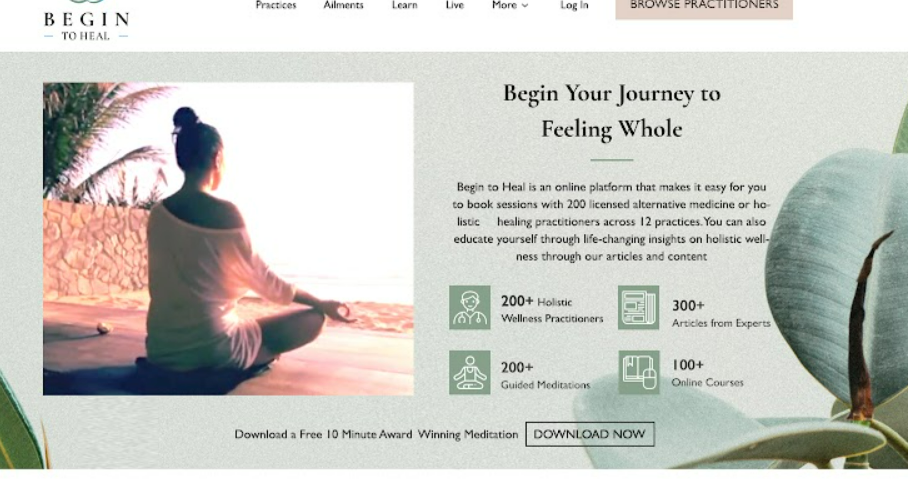 BEGIN
TO HEAL
Practices
Ailments
Learn
Live
More
Log In
BROWSE PRACTITIONERS
Begin Your Journey to
Feeling Whole
Begin to Heal is an online platform that makes it easy for you
to book sessions with 200 licensed alternative medicine or ho-
listic healing practitioners across 12 practices. You can also
educate yourself through life-changing insights on holistic well-
ness through our articles and content
200+ Holistic
Wellness Practitioners
300+
Articles from Experts
200+
Guided Meditations
100+
Online Courses
Download a Free 10 Minute Award Winning Meditation
DOWNLOAD NOW